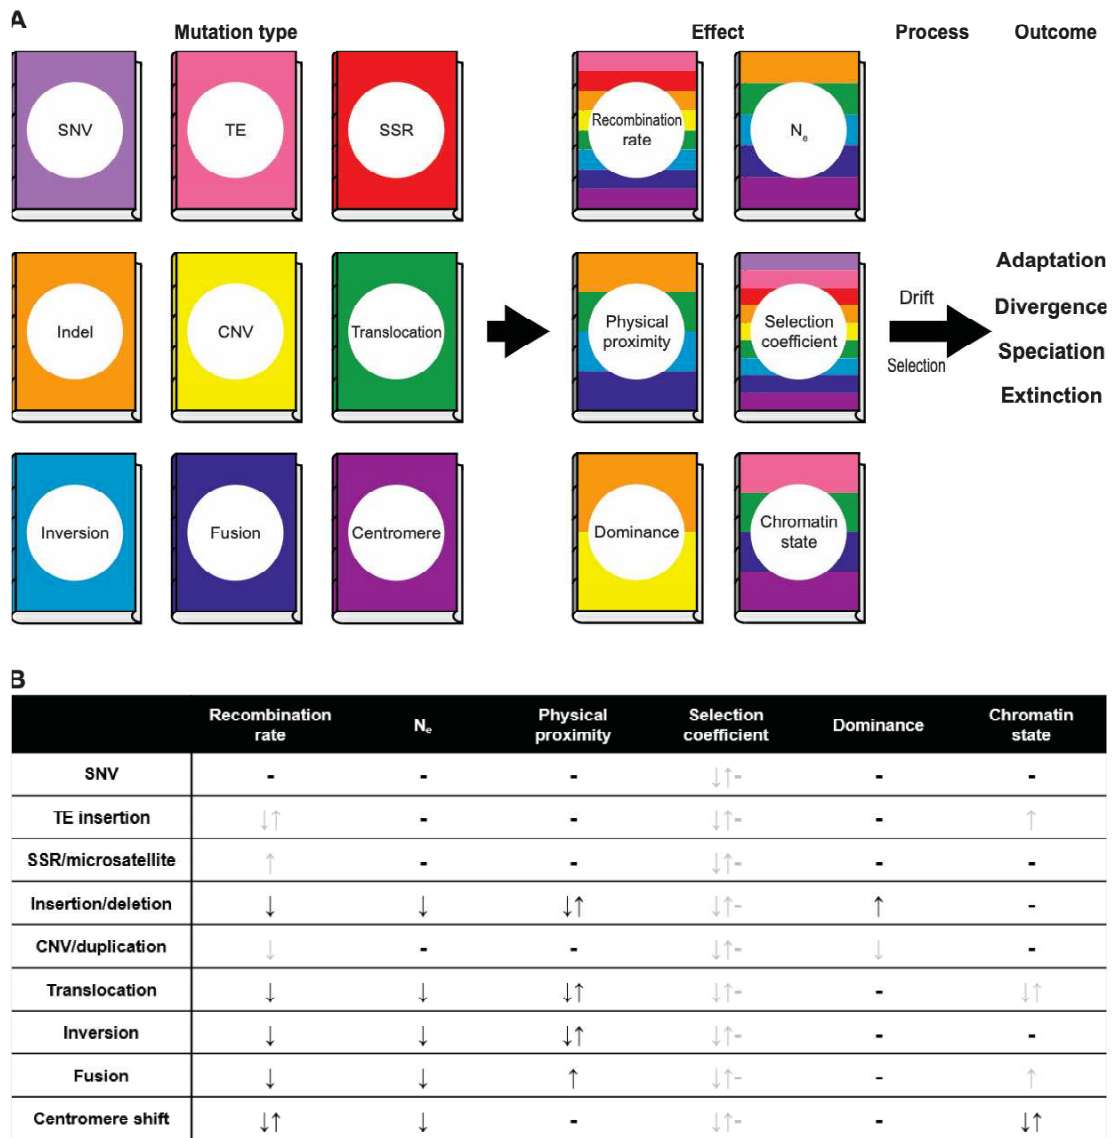 A
Mutation type Effect Process Outcome
SNV TE SSR Recombination
rate Nₑ
Indel CNV Translocation Physical
proximity Selection
coefficient Drift
Selection Adaptation
Divergence
Speciation
Extinction
Inversion Fusion Centromere Dominance Chromatin
state
B
Recombination
rate Nₑ Physical
proximity Selection
coefficient Dominance Chromatin
state
SNV - - - ↓↑- - -
TE insertion ↓↑ - - ↓↑- - ↑
SSR/microsatellite ↑ - - ↓↑- - -
Insertion/deletion ↓ ↓ ↓↑ ↓↑- ↑ -
CNV/duplication ↓ - - ↓↑- ↓ -
Translocation ↓ ↓ ↓↑ ↓↑- - ↓↑
Inversion ↓ ↓ ↓↑ ↓↑- - -
Fusion ↓ ↓ ↑ ↓↑- - ↑
Centromere shift ↓↑ ↓ - ↓↑- - ↓↑